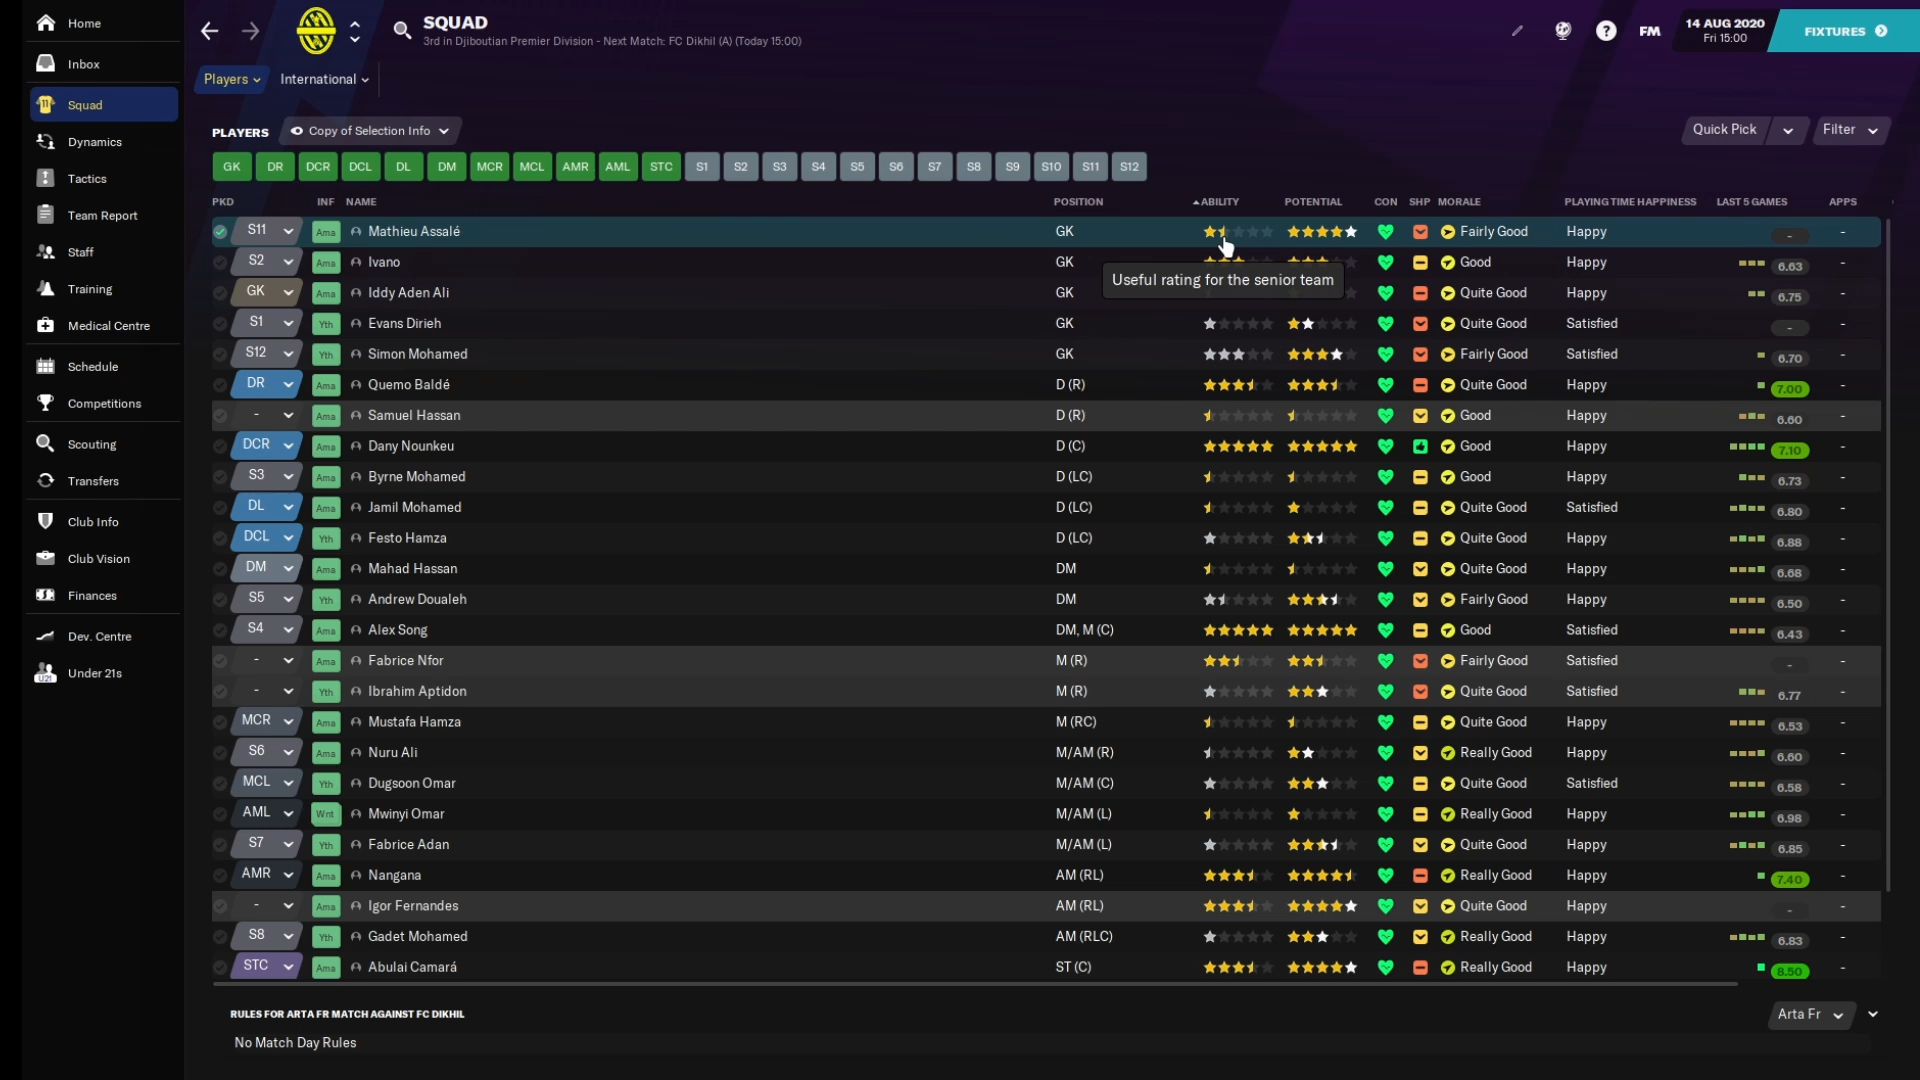 Home
Inbox
Squad
Dynamics
Tactics
Team Report
Staff
Training
Medical Centre
Schedule
Competitions
Scouting
Transfers
Club Info
Club Vision
Finances
Dev. Centre
Under 21s
SQUAD
3rd in Djiboutian Premier Division - Next Match: FC Dikhil (A) (Today 15:00)
FM
14 AUG 2020
Fri 15:00
FIXTURES
Players
International
PLAYERS
Copy of Selection Info
Quick Pick
Filter
GK DR DCR DCL DL DM MCR MCL AMR AML STC S1 S2 S3 S4 S5 S6 S7 S8 S9 S10 S11 S12
PKD INF NAME POSITION ABILITY POTENTIAL CON SHP MORALE PLAYING TIME HAPPINESS LAST 5 GAMES APPS
S11 Ama Mathieu Assalé GK Fairly Good Happy - -
S2 Ama Ivano GK Good Happy 6.63 -
GK Ama Iddy Aden Ali GK Quite Good Happy 6.75 -
Useful rating for the senior team
S1 Yth Evans Dirieh GK Quite Good Satisfied - -
S12 Yth Simon Mohamed GK Fairly Good Satisfied 6.70 -
DR Ama Quemo Baldé D (R) Quite Good Happy 7.00 -
- Ama Samuel Hassan D (R) Good Happy 6.60 -
DCR Ama Dany Nounkeu D (C) Good Happy 7.10 -
S3 Ama Byrne Mohamed D (LC) Good Happy 6.73 -
DL Ama Jamil Mohamed D (LC) Quite Good Satisfied 6.80 -
DCL Yth Festo Hamza D (LC) Quite Good Happy 6.88 -
DM Ama Mahad Hassan DM Quite Good Happy 6.68 -
S5 Yth Andrew Doualeh DM Fairly Good Happy 6.50 -
S4 Ama Alex Song DM, M (C) Good Satisfied 6.43 -
- Ama Fabrice Nfor M (R) Fairly Good Satisfied - -
- Yth Ibrahim Aptidon M (R) Quite Good Satisfied 6.77 -
MCR Ama Mustafa Hamza M (RC) Quite Good Happy 6.53 -
S6 Ama Nuru Ali M/AM (R) Really Good Happy 6.60 -
MCL Yth Dugsoon Omar M/AM (C) Quite Good Satisfied 6.58 -
AML Wnt Mwinyi Omar M/AM (L) Really Good Happy 6.98 -
S7 Yth Fabrice Adan M/AM (L) Quite Good Happy 6.85 -
AMR Ama Nangana AM (RL) Really Good Happy 7.40 -
- Ama Igor Fernandes AM (RL) Quite Good Happy - -
S8 Yth Gadet Mohamed AM (RLC) Really Good Happy 6.83 -
STC Ama Abulai Camará ST (C) Really Good Happy 8.50 -
RULES FOR ARTA FR MATCH AGAINST FC DIKHIL
Arta Fr
No Match Day Rules